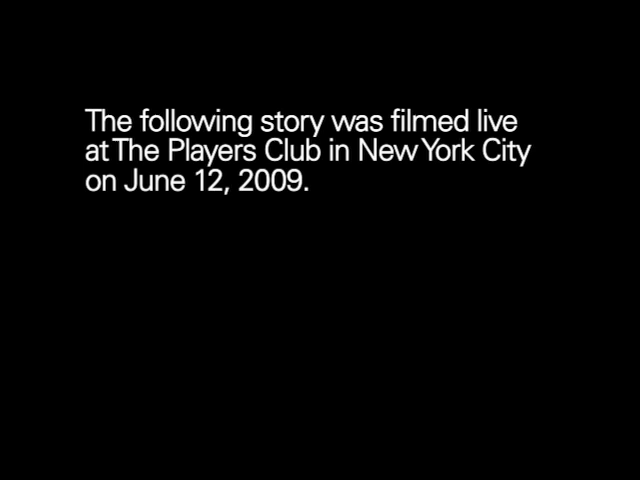 The following story was filmed live
at The Players Club in New York City
on June 12, 2009.